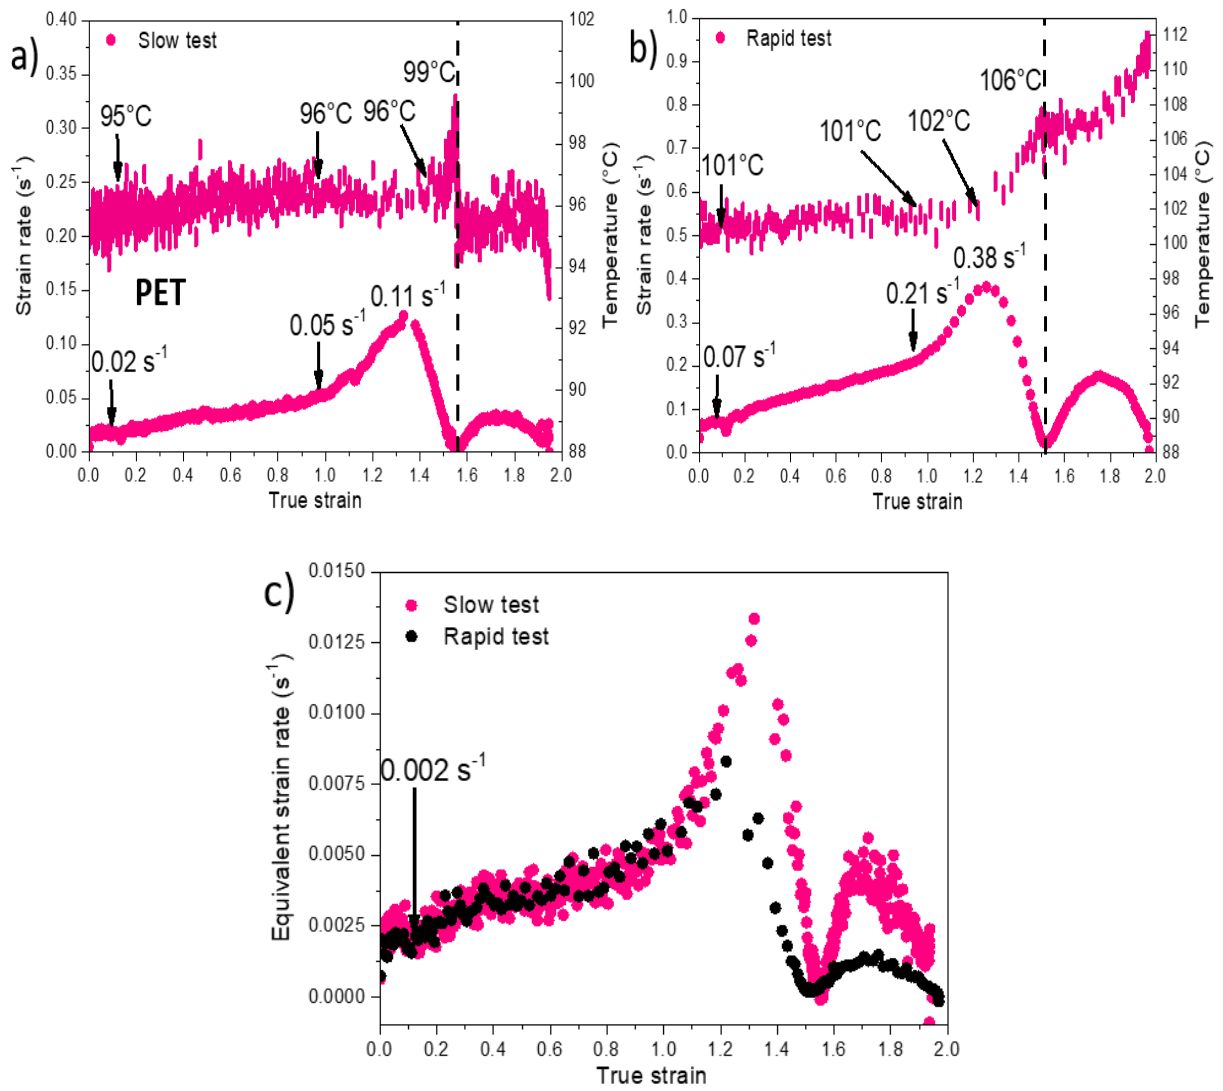 a)
Slow test
95°C
96°C
96°C
99°C
PET
0.02 s-1
0.05 s-1
0.11 s-1
0.40
0.35
0.30
0.25
0.20
0.15
0.10
0.05
0.00
Strain rate (s-1)
102
100
98
96
94
92
90
88
Temperature (°C)
0.0 0.2 0.4 0.6 0.8 1.0 1.2 1.4 1.6 1.8 2.0
True strain
b)
Rapid test
101°C
101°C
102°C
106°C
0.07 s-1
0.21 s-1
0.38 s-1
1.0
0.9
0.8
0.7
0.6
0.5
0.4
0.3
0.2
0.1
0.0
Strain rate (s-1)
112
110
108
106
104
102
100
98
96
94
92
90
88
Temperature (°C)
0.0 0.2 0.4 0.6 0.8 1.0 1.2 1.4 1.6 1.8 2.0
True strain
c)
Slow test
Rapid test
0.002 s-1
0.0150
0.0125
0.0100
0.0075
0.0050
0.0025
0.0000
Equivalent strain rate (s-1)
0.0 0.2 0.4 0.6 0.8 1.0 1.2 1.4 1.6 1.8 2.0
True strain